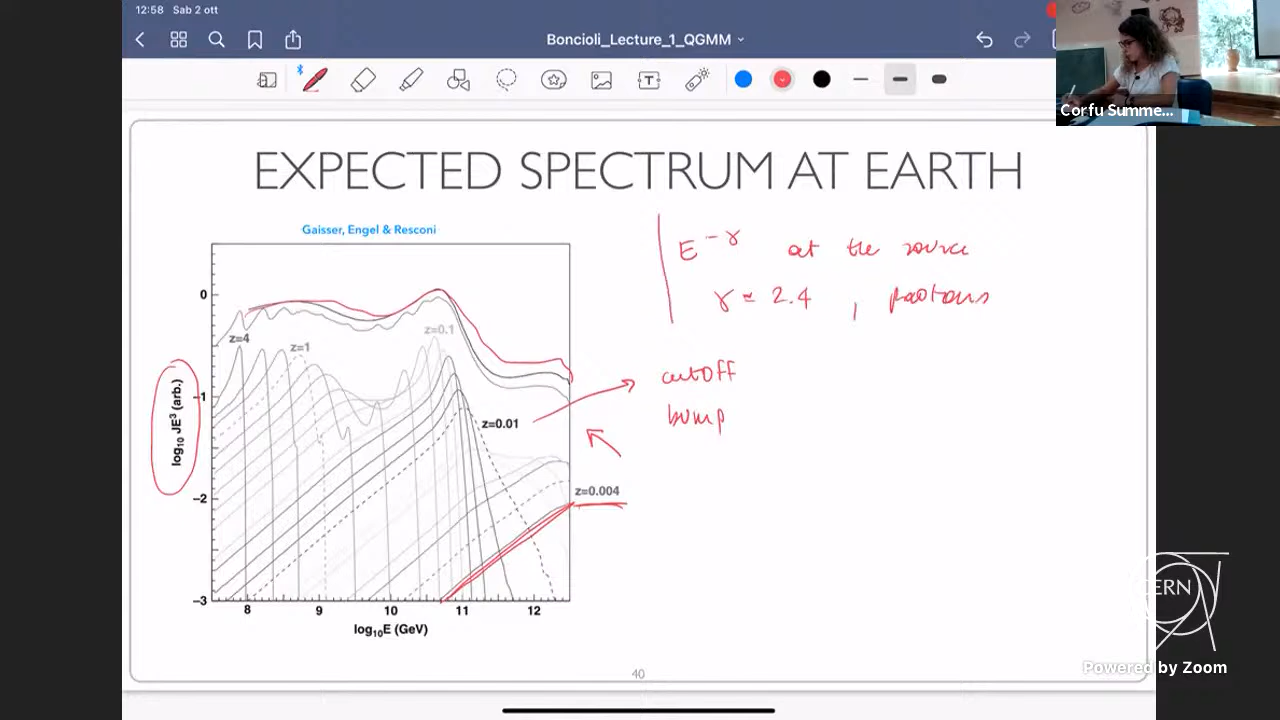 12:58 Sab 2 ott
Boncioli_Lecture_1_QGMM
Corfu Summe...
EXPECTED SPECTRUM AT EARTH
Gaisser, Engel & Resconi
E^-γ at the source
γ ≃ 2.4 , protons
cutoff
bump
log10 JE³ (arb.)
0
-1
-2
-3
z=4
z=1
z=0.1
z=0.01
z=0.004
8 9 10 11 12
log10E (GeV)
40
CERN
Powered by Zoom